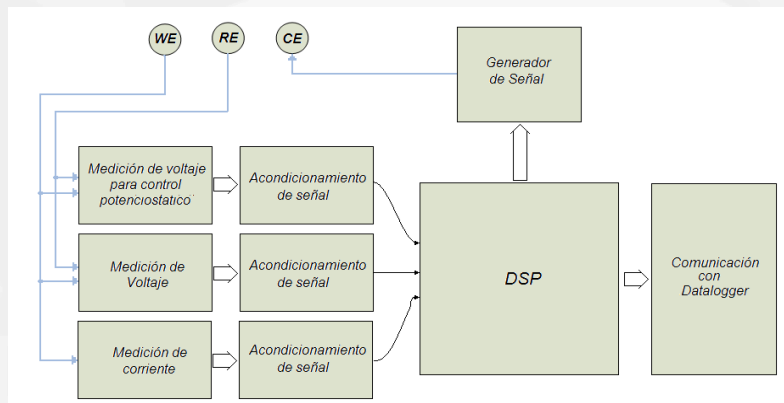 WE
RE
CE
Generador
de Señal
Medición de voltaje
para control
potenciostatico
Acondicionamiento
de señal
Medición de
Voltaje
Acondicionamiento
de señal
Medición de
corriente
Acondicionamiento
de señal
DSP
Comunicación
con
Datalogger